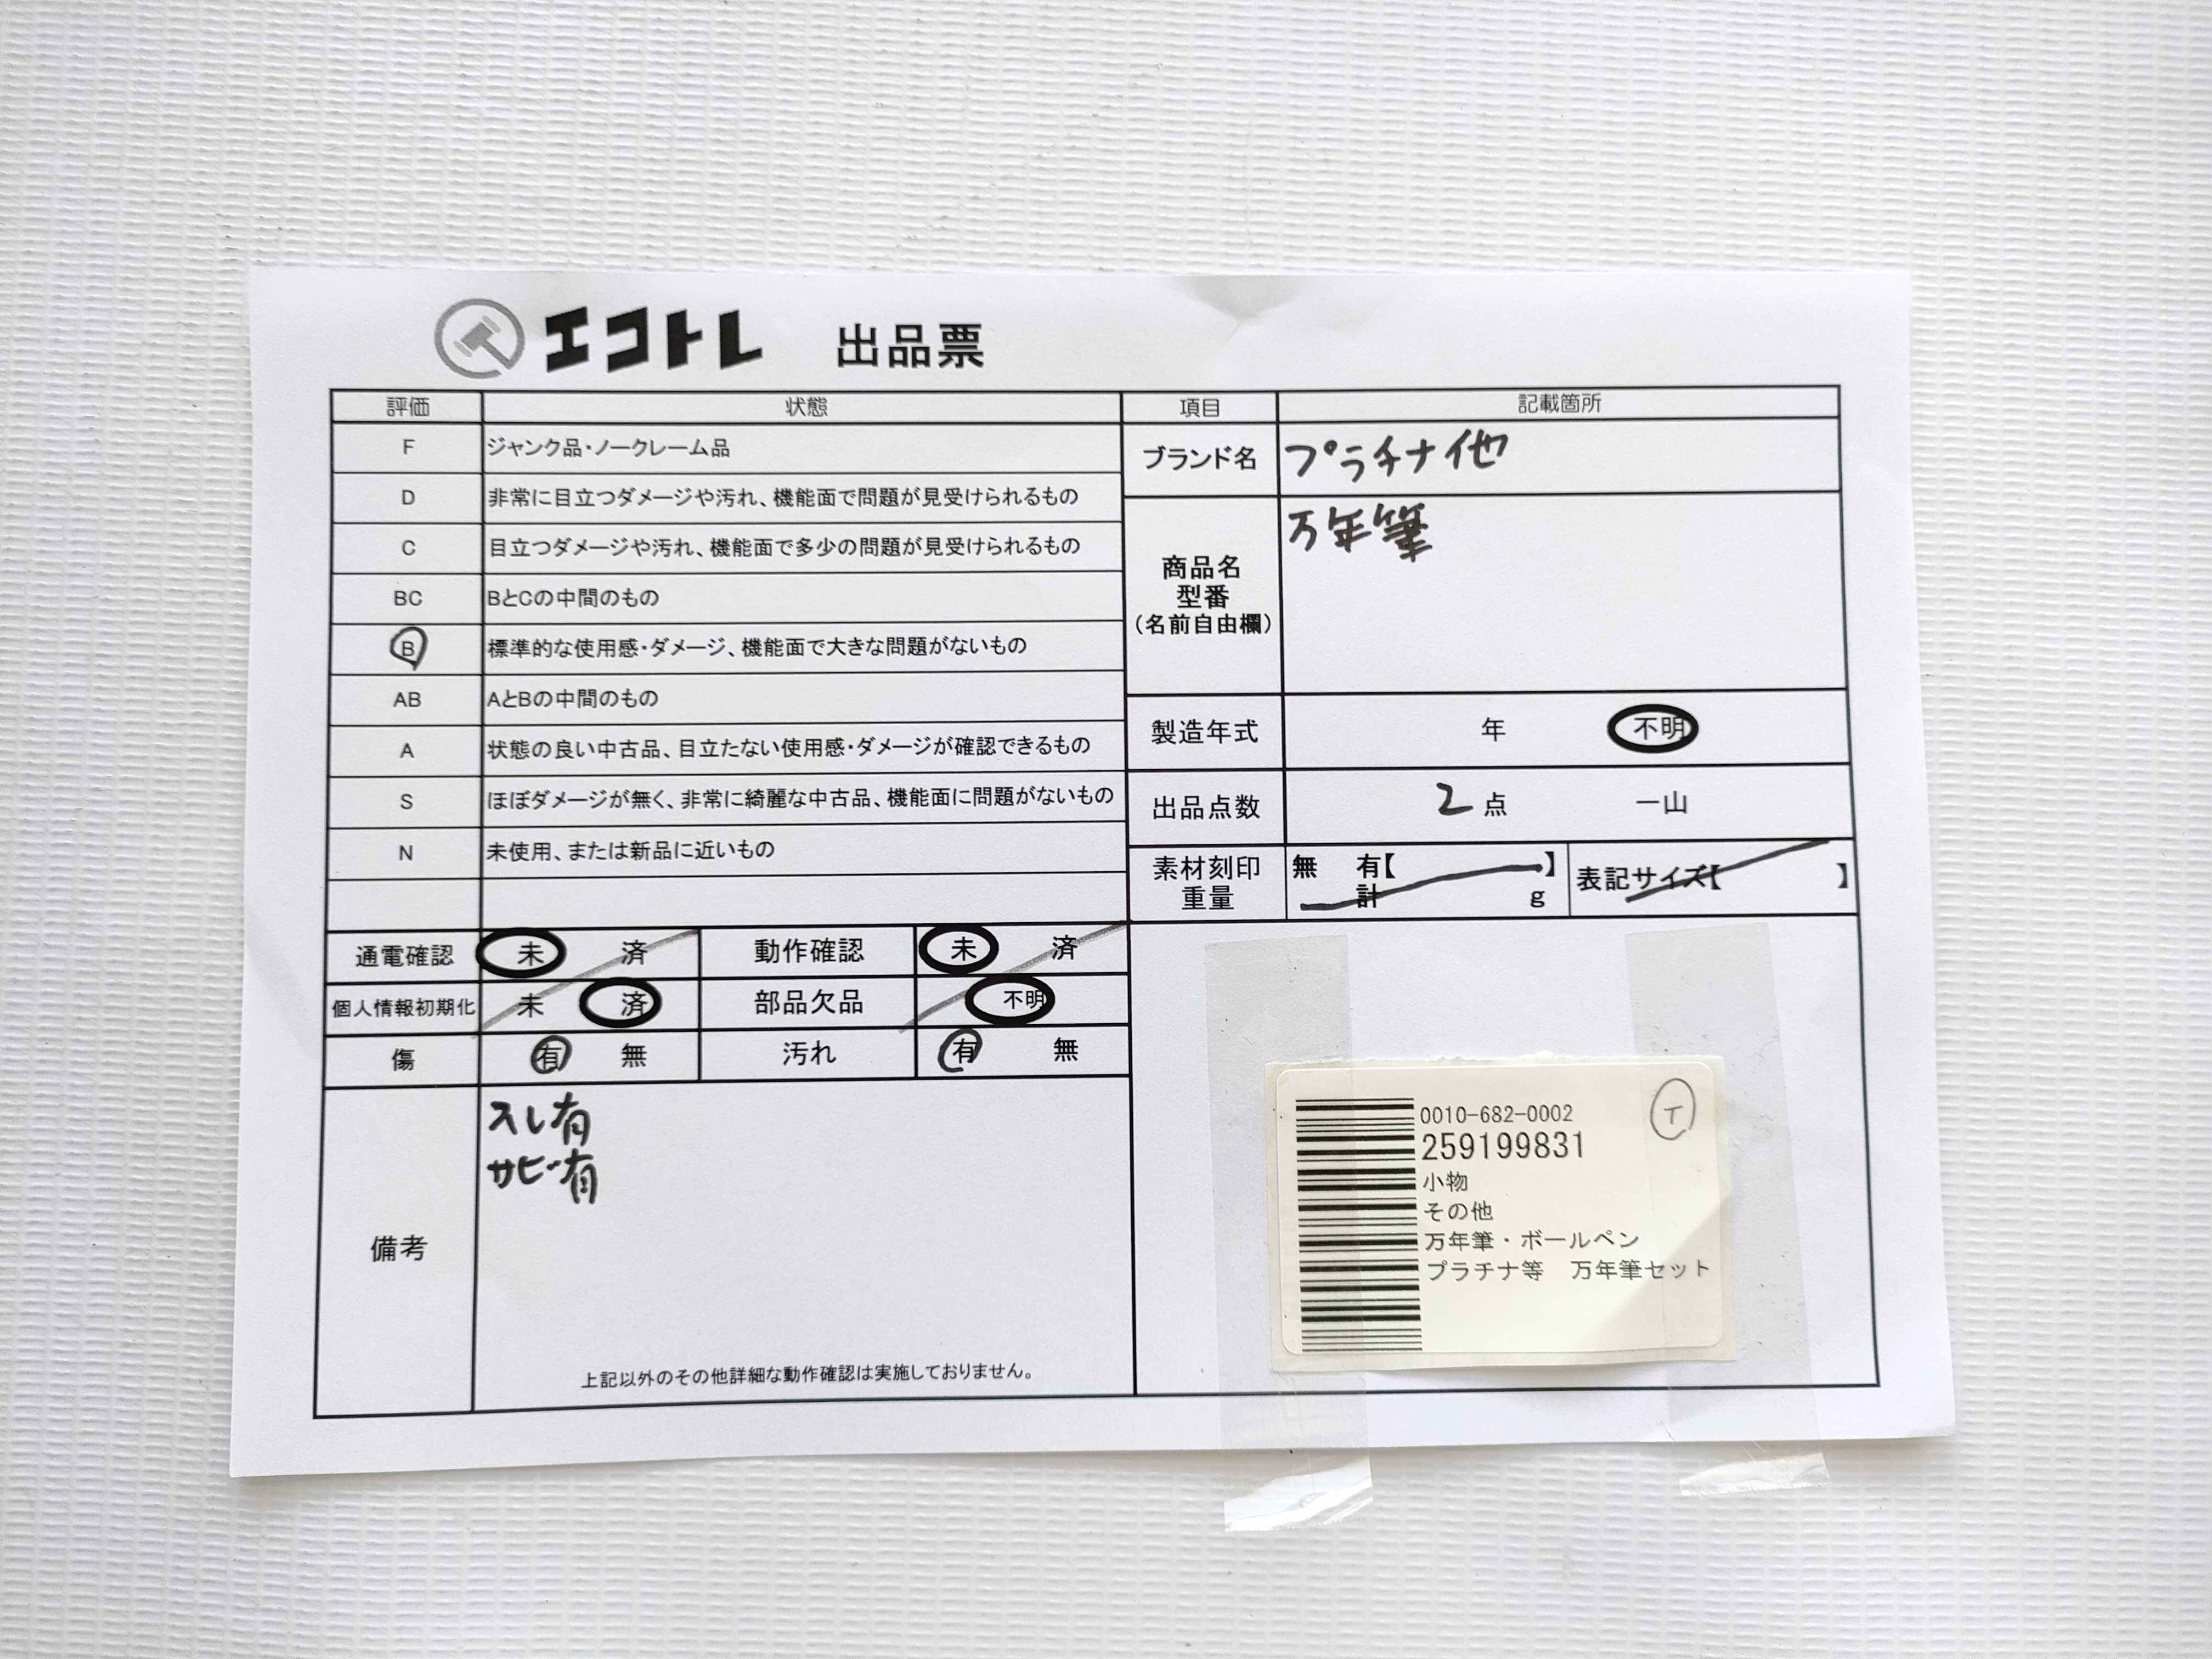 エコトレ 出品票
評価 状態
F ジャンク品・ノークレーム品
D 非常に目立つダメージや汚れ、機能面で問題が見受けられるもの
C 目立つダメージや汚れ、機能面で多少の問題が見受けられるもの
BC BとCの中間のもの
B 標準的な使用感・ダメージ、機能面で大きな問題がないもの
AB AとBの中間のもの
A 状態の良い中古品、目立たない使用感・ダメージが確認できるもの
S ほぼダメージが無く、非常に綺麗な中古品、機能面に問題がないもの
N 未使用、または新品に近いもの
項目 記載箇所
ブランド名 プラチナ他
商品名
型番
(名前自由欄)
万年筆
製造年式 年 不明
出品点数 2点 一山
素材刻印 無 有【 】
重量 計 g
表記サイズ【 】
通電確認 未 済 動作確認 未 済
個人情報初期化 未 済 部品欠品 不明
傷 有 無 汚れ 有 無
備考
スレ有
サビ有
上記以外のその他詳細な動作確認は実施しておりません。
T
0010-682-0002
259199831
小物
その他
万年筆・ボールペン
プラチナ等 万年筆セット